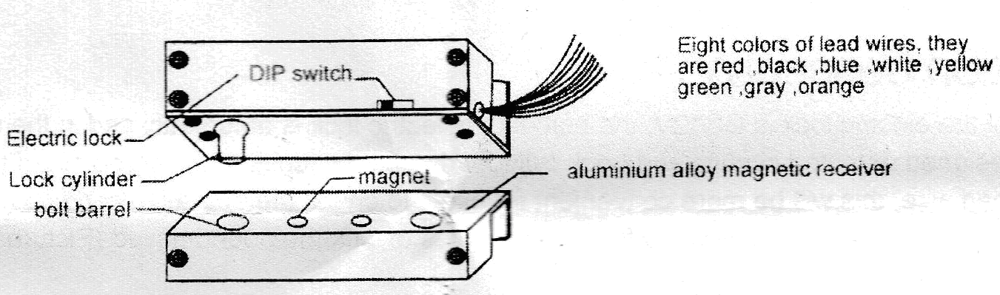 Eight colors of lead wires, they
are red ,black ,blue ,white ,yellow
green ,gray ,orange
DIP switch
Electric lock
Lock cylinder
magnet
aluminium alloy magnetic receiver
bolt barrel